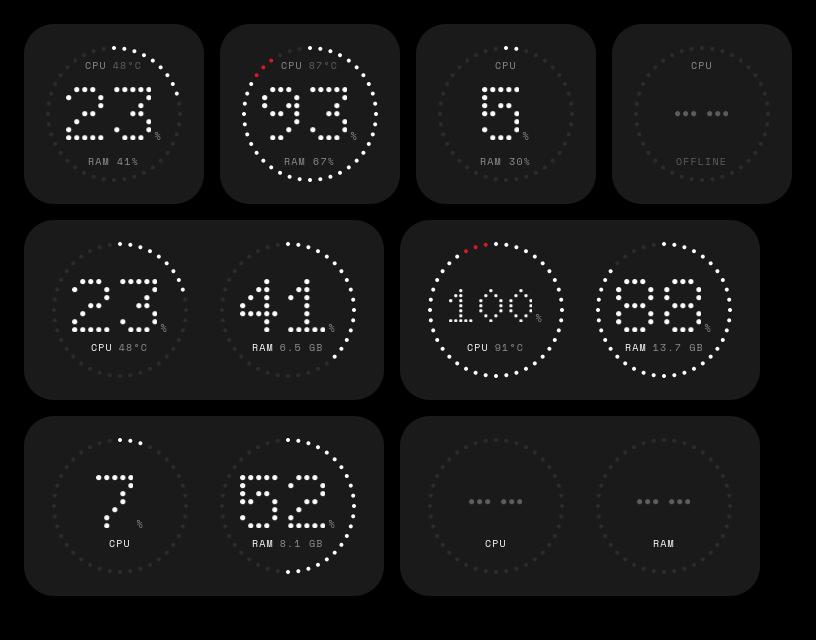 CPU 48°C
23%
RAM 41%
CPU 87°C
93%
RAM 67%
CPU
5%
RAM 30%
CPU
--- ---
OFFLINE
23%
CPU 48°C
41%
RAM 6.5 GB
100%
CPU 91°C
88%
RAM 13.7 GB
7%
CPU
52%
RAM 8.1 GB
--- ---
CPU
--- ---
RAM